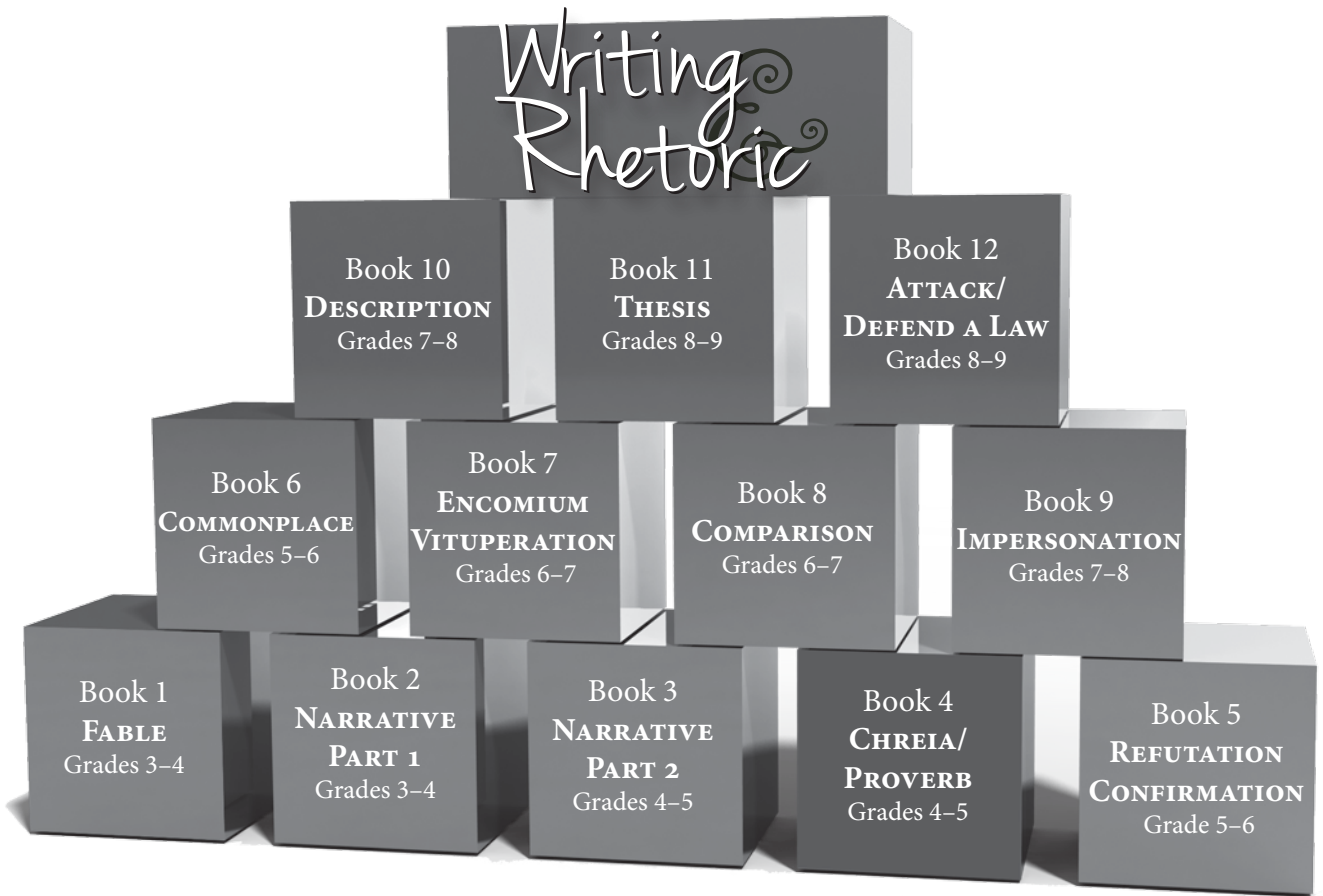 Writing
&
Rhetoric
Book 10
DESCRIPTION
Grades 7–8
Book 11
THESIS
Grades 8–9
Book 12
ATTACK/
DEFEND A LAW
Grades 8–9
Book 6
COMMONPLACE
Grades 5–6
Book 7
ENCOMIUM
VITUPERATION
Grades 6–7
Book 8
COMPARISON
Grades 6–7
Book 9
IMPERSONATION
Grades 7–8
Book 1
FABLE
Grades 3–4
Book 2
NARRATIVE
PART 1
Grades 3–4
Book 3
NARRATIVE
PART 2
Grades 4–5
Book 4
CHREIA/
PROVERB
Grades 4–5
Book 5
REFUTATION
CONFIRMATION
Grade 5–6